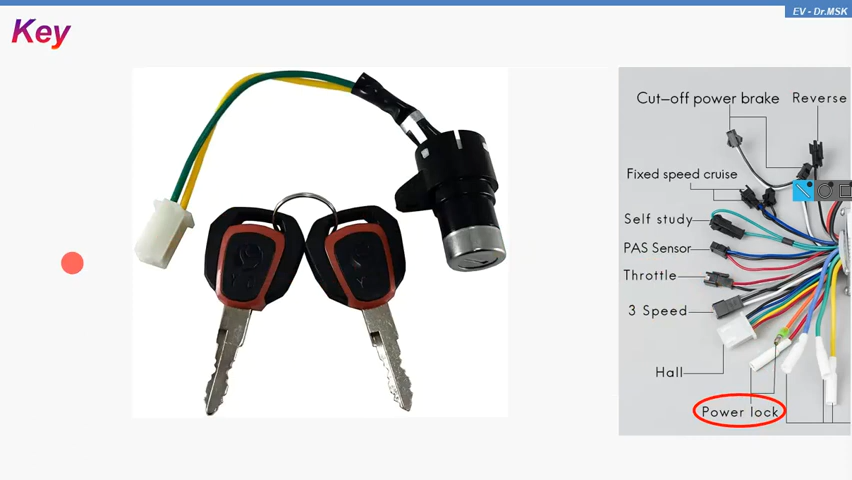 EV - Dr.MSK
Key
Cut-off power brake
Reverse
Fixed speed cruise
Self study
PAS Sensor
Throttle
3 Speed
Hall
Power lock